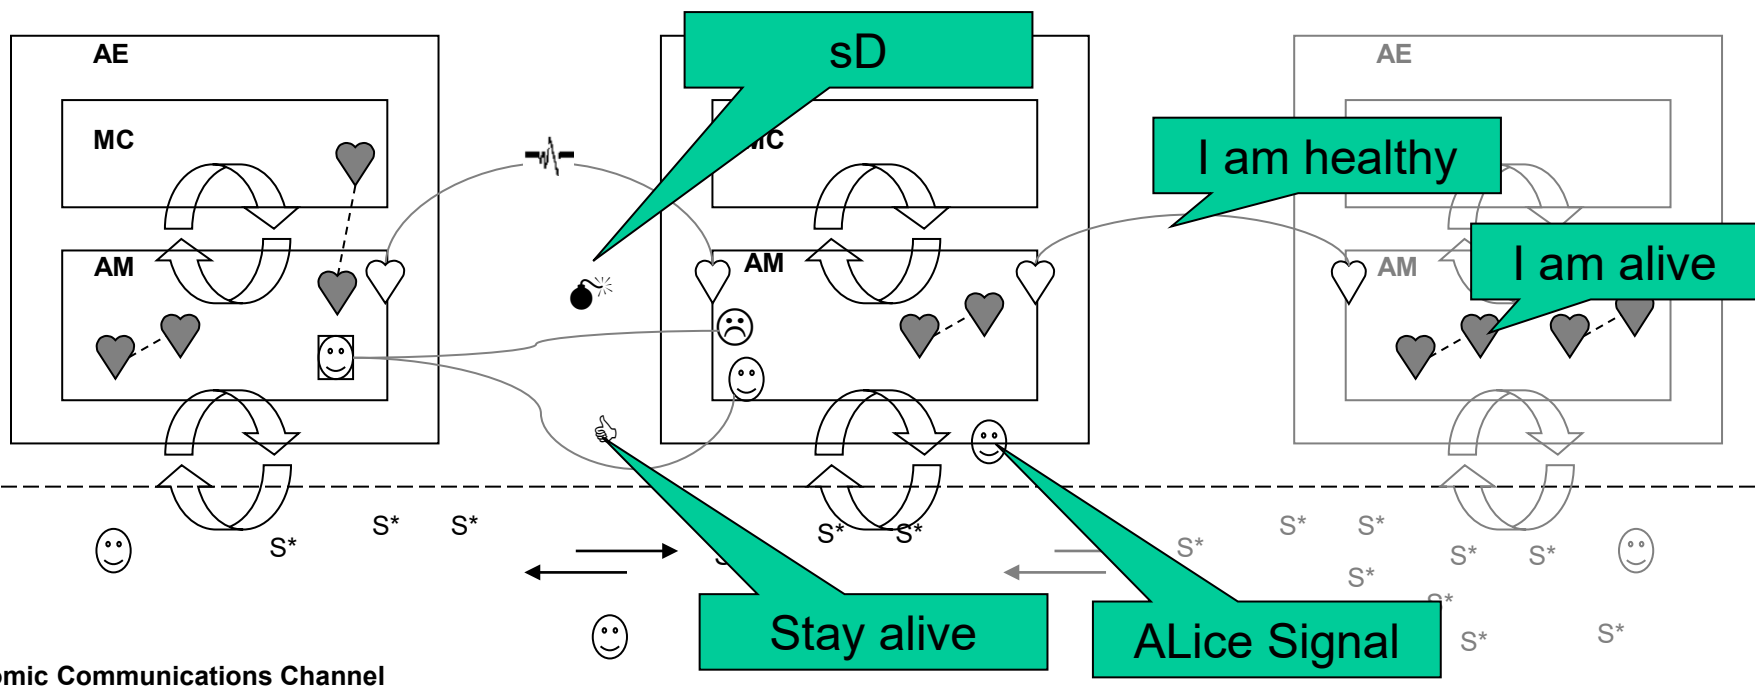 AE
sD
AE
MC
MC
I am healthy
AM
AM
AM
I am alive
S*
S*
S*
S*
S*
S*
S*
S*
S*
S*
S*
S*
S*
S*
Stay alive
ALice Signal
omic Communications Channel